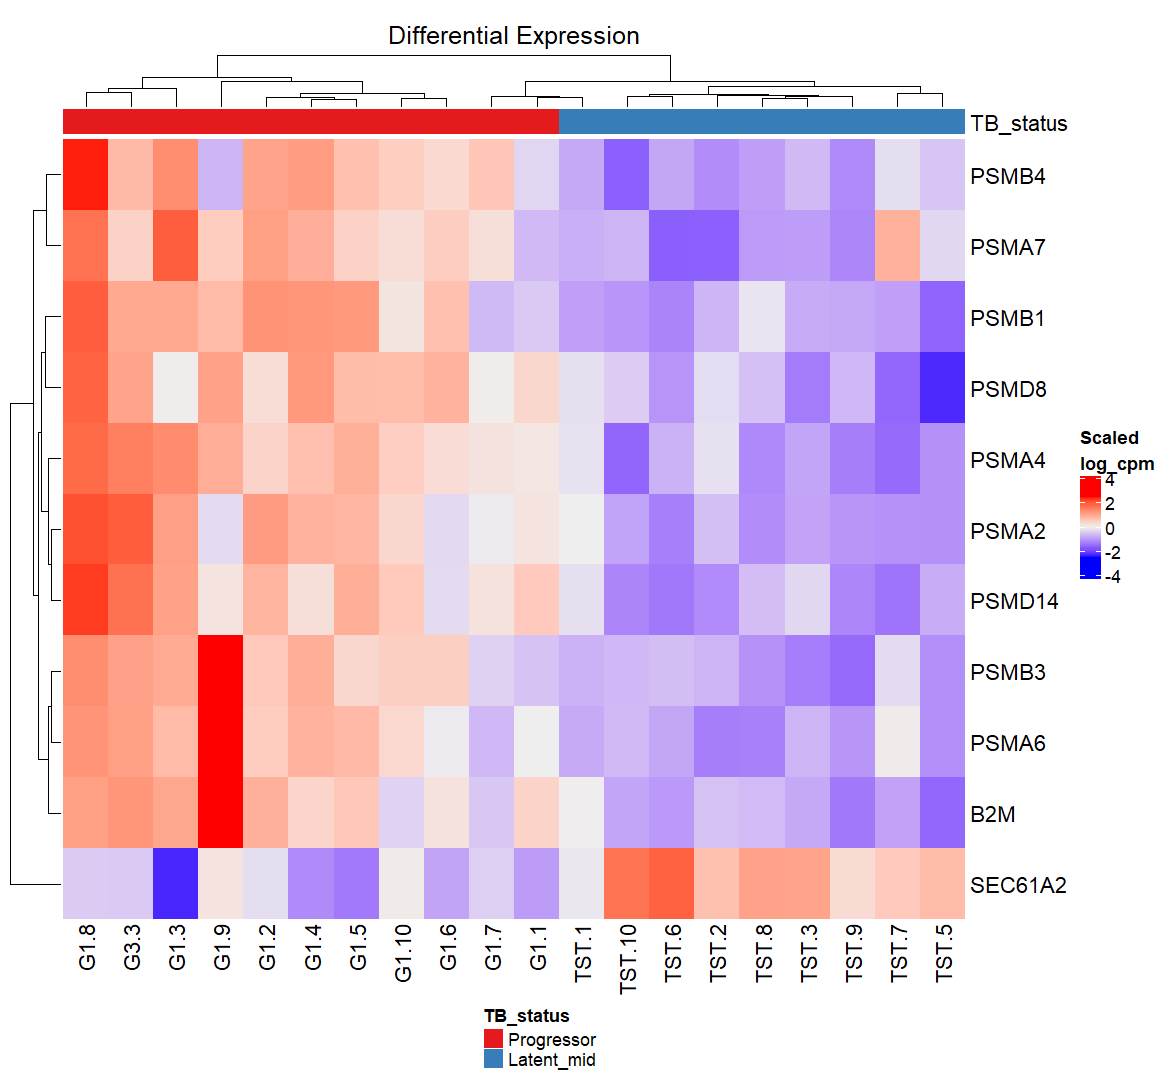 Differential Expression
TB_status
PSMB4
PSMA7
PSMB1
PSMD8
PSMA4
PSMA2
PSMD14
PSMB3
PSMA6
B2M
SEC61A2
Scaled
log_cpm
4
2
0
-2
-4
G1.8 G3.3 G1.3 G1.9 G1.2 G1.4 G1.5 G1.10 G1.6 G1.7 G1.1 TST.1 TST.10 TST.6 TST.2 TST.8 TST.3 TST.9 TST.7 TST.5
TB_status
Progressor
Latent_mid